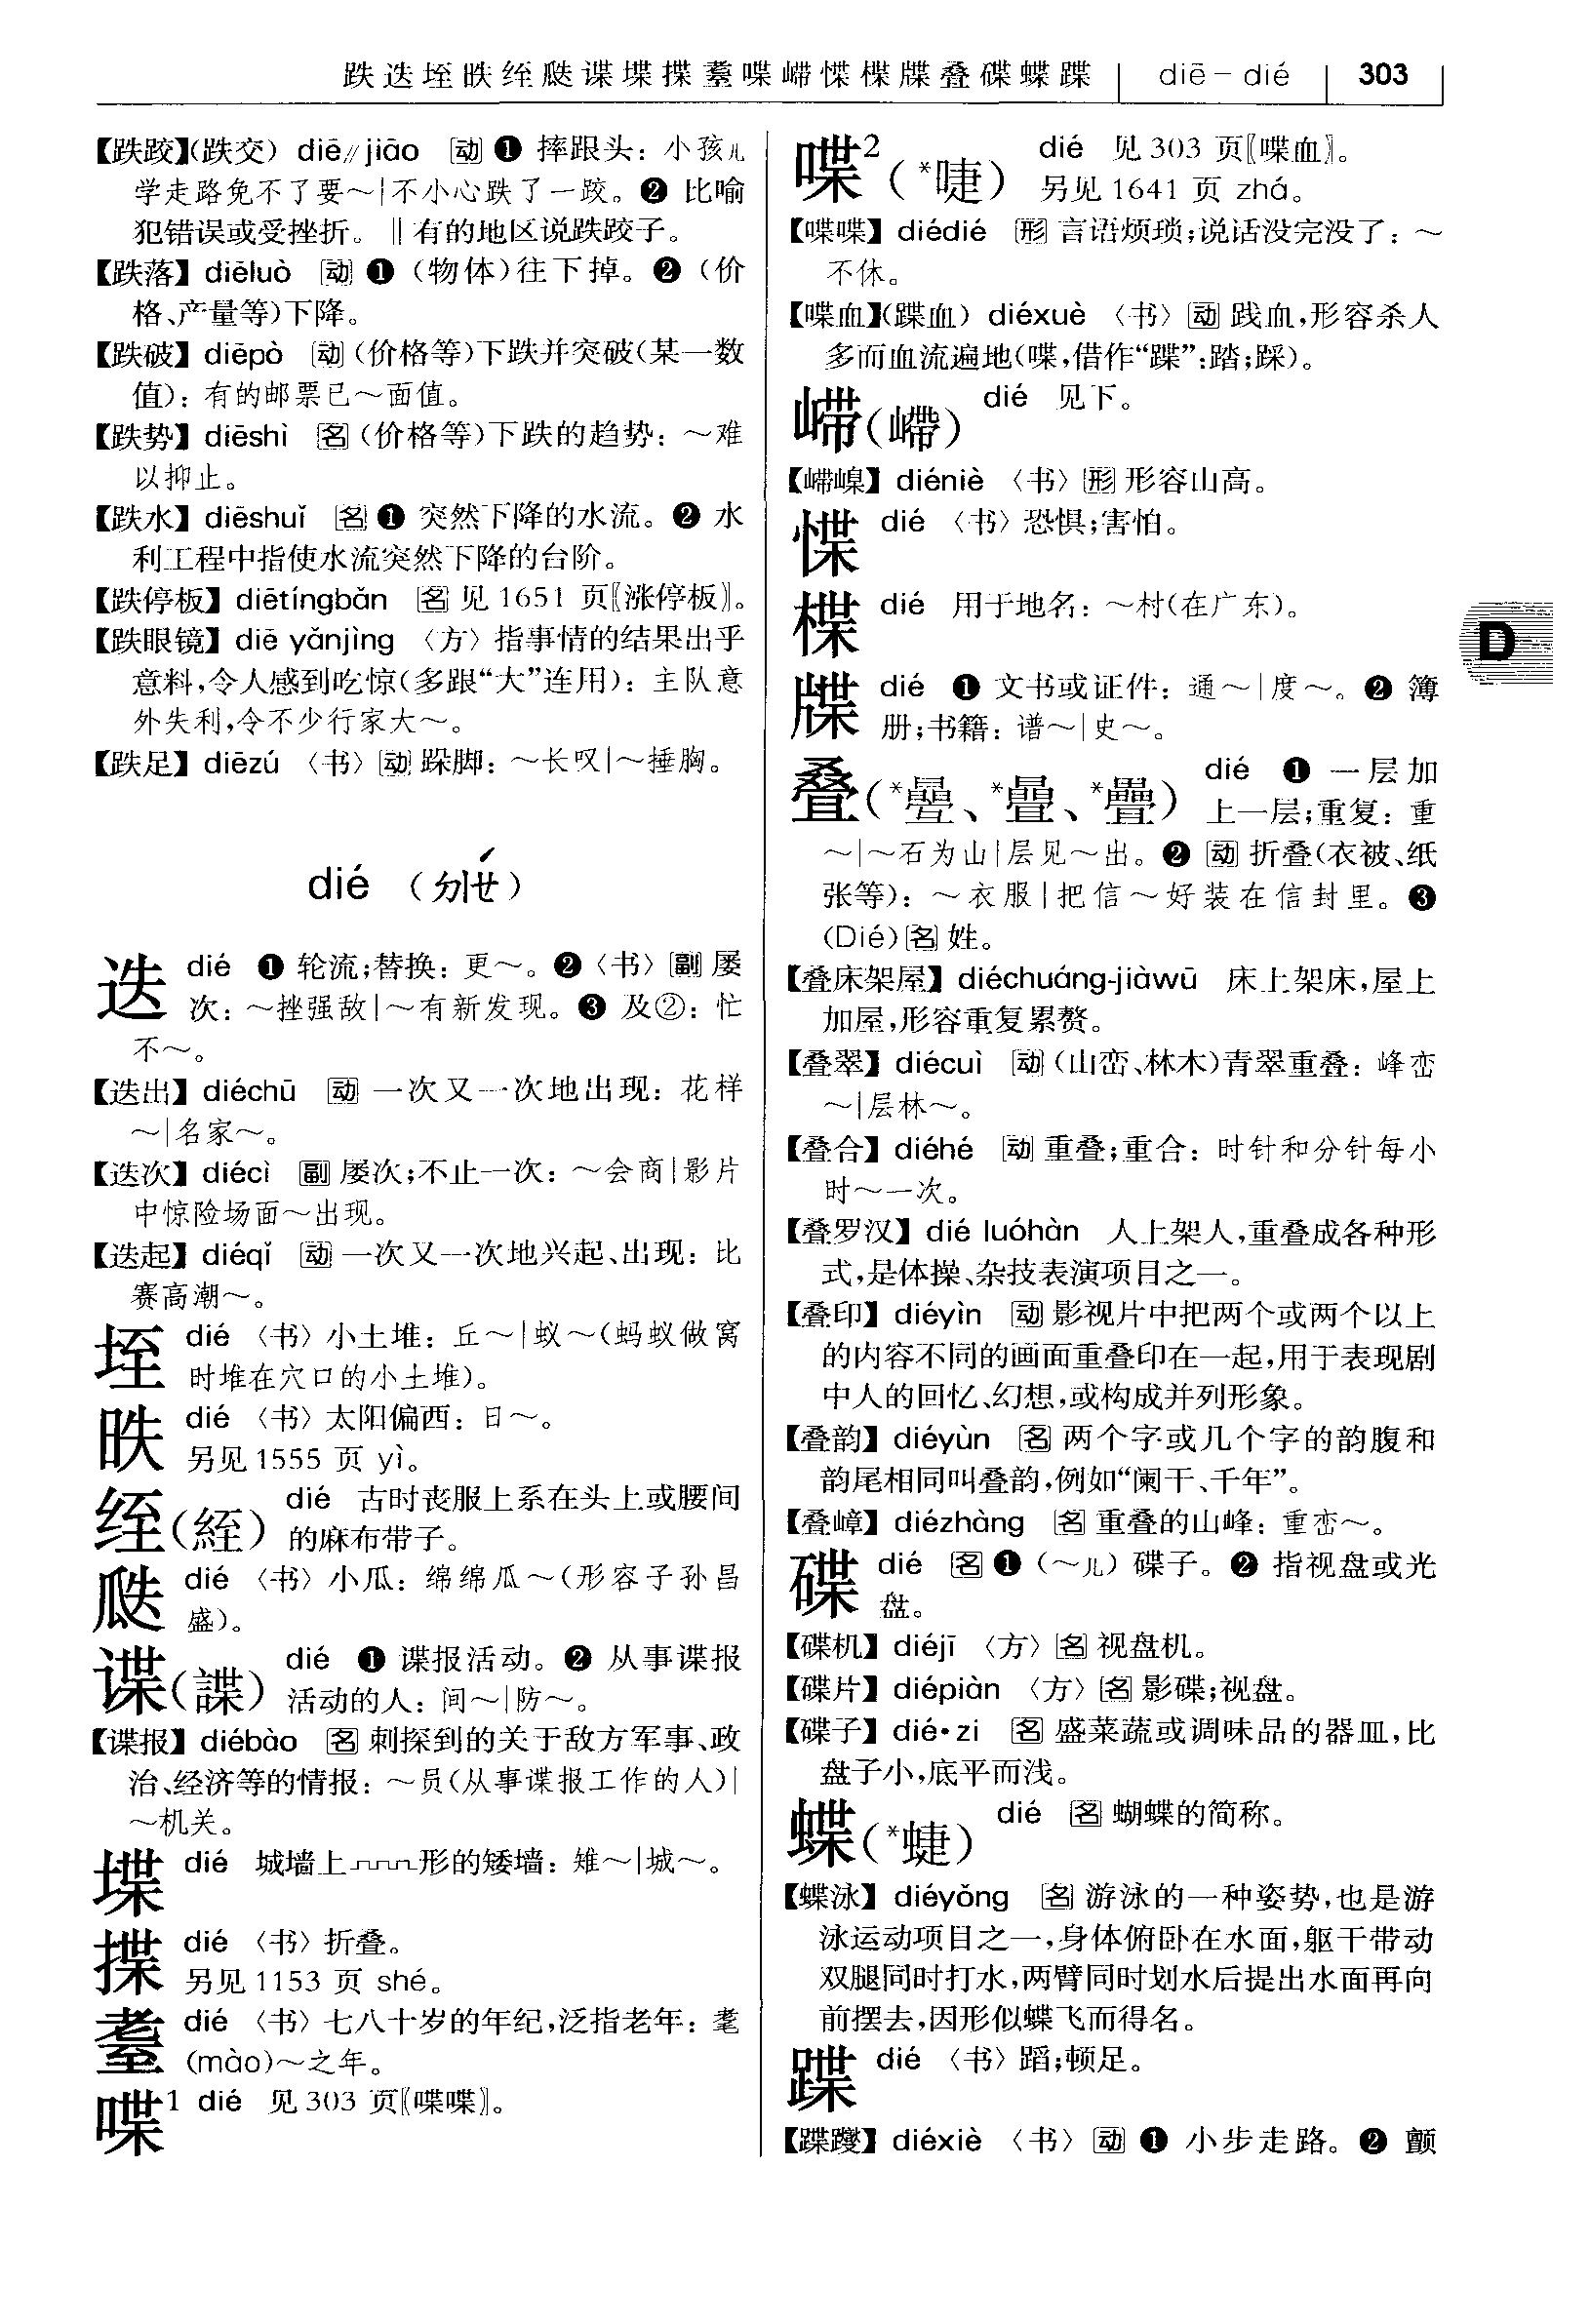 跌迭垤昳绖瓞谍堞揲耋喋嵽惵楪牒叠碟蝶蹀 diē－dié 303
【跌跤】(跌交) diē∥jiāo 动 ❶ 摔跟头：小孩儿
学走路免不了要～|不小心跌了一跤。❷ 比喻
犯错误或受挫折。‖有的地区说跌跤子。
【跌落】diēluò 动 ❶（物体）往下掉。❷（价
格、产量等）下降。
【跌破】diēpò 动（价格等）下跌并突破（某一数
值）：有的邮票已～面值。
【跌势】diēshì 名（价格等）下跌的趋势：～难
以抑止。
【跌水】diēshuǐ 名 ❶ 突然下降的水流。❷ 水
利工程中指使水流突然下降的台阶。
【跌停板】diētíngbǎn 名 见 1651 页〖涨停板〗。
【跌眼镜】diē yǎnjìng〈方〉指事情的结果出乎
意料，令人感到吃惊（多跟“大”连用）：主队意
外失利，令不少行家大～。
【跌足】diēzú〈书〉动 跺脚：～长叹|～捶胸。
dié （ㄉㄧㄝˊ）
迭 dié ❶ 轮流；替换：更～。❷〈书〉副 屡
次：～挫强敌|～有新发现。❸ 及②：忙
不～。
【迭出】diéchū 动 一次又一次地出现：花样
～|名家～。
【迭次】diécì 副 屡次；不止一次：～会商|影片
中惊险场面～出现。
【迭起】diéqǐ 动 一次又一次地兴起、出现：比
赛高潮～。
垤 dié〈书〉小土堆：丘～|蚁～（蚂蚁做窝
时堆在穴口的小土堆）。
昳 dié〈书〉太阳偏西：日～。
另见 1555 页 yì。
绖(絰) dié 古时丧服上系在头上或腰间
的麻布带子。
瓞 dié〈书〉小瓜：绵绵瓜～（形容子孙昌
盛）。
谍(諜) dié ❶ 谍报活动。❷ 从事谍报
活动的人：间～|防～。
【谍报】diébào 名 刺探到的关于敌方军事、政
治、经济等的情报：～员（从事谍报工作的人）|
～机关。
堞 dié 城墙上形的矮墙：雉～|城～。
揲 dié〈书〉折叠。
另见 1153 页 shé。
耋 dié〈书〉七八十岁的年纪，泛指老年：耄
(mào)～之年。
喋1 dié 见 303 页〖喋喋〗。
喋2（*啑） dié 见 303 页〖喋血〗。
另见 1641 页 zhá。
【喋喋】diédié 形 言语烦琐；说话没完没了：～
不休。
【喋血】(蹀血) diéxuè〈书〉动 践血，形容杀人
多而血流遍地（喋，借作“蹀”：踏；踩）。
嵽(嵽) dié 见下。
【嵽嵲】diéniè〈书〉形 形容山高。
惵 dié〈书〉恐惧；害怕。
楪 dié 用于地名：～村（在广东）。
牒 dié ❶ 文书或证件：通～|度～。❷ 簿
册；书籍：谱～|史～。
叠(*疊、*曡、*疉) dié ❶ 一层加
上一层；重复：重
～|～石为山|层见～出。❷ 动 折叠（衣被、纸
张等）：～衣服|把信～好装在信封里。❸
(Dié) 名 姓。
【叠床架屋】diéchuáng-jiàwū 床上架床，屋上
加屋，形容重复累赘。
【叠翠】diécuì 动（山峦、林木）青翠重叠：峰峦
～|层林～。
【叠合】diéhé 动 重叠；重合：时针和分针每小
时～一次。
【叠罗汉】dié luóhàn 人上架人，重叠成各种形
式，是体操、杂技表演项目之一。
【叠印】diéyìn 动 影视片中把两个或两个以上
的内容不同的画面重叠印在一起，用于表现剧
中人的回忆、幻想，或构成并列形象。
【叠韵】diéyùn 名 两个字或几个字的韵腹和
韵尾相同叫叠韵，例如“阑干、千年”。
【叠嶂】diézhàng 名 重叠的山峰：重峦～。
碟 dié 名 ❶（～儿）碟子。❷ 指视盘或光
盘。
【碟机】diéjī〈方〉名 视盘机。
【碟片】diépiàn〈方〉名 影碟；视盘。
【碟子】dié·zi 名 盛菜蔬或调味品的器皿，比
盘子小，底平而浅。
蝶(*蜨) dié 名 蝴蝶的简称。
【蝶泳】diéyǒng 名 游泳的一种姿势，也是游
泳运动项目之一，身体俯卧在水面，躯干带动
双腿同时打水，两臂同时划水后提出水面再向
前摆去，因形似蝶飞而得名。
蹀 dié〈书〉蹈；顿足。
【蹀躞】diéxiè〈书〉动 ❶ 小步走路。❷ 颤
D